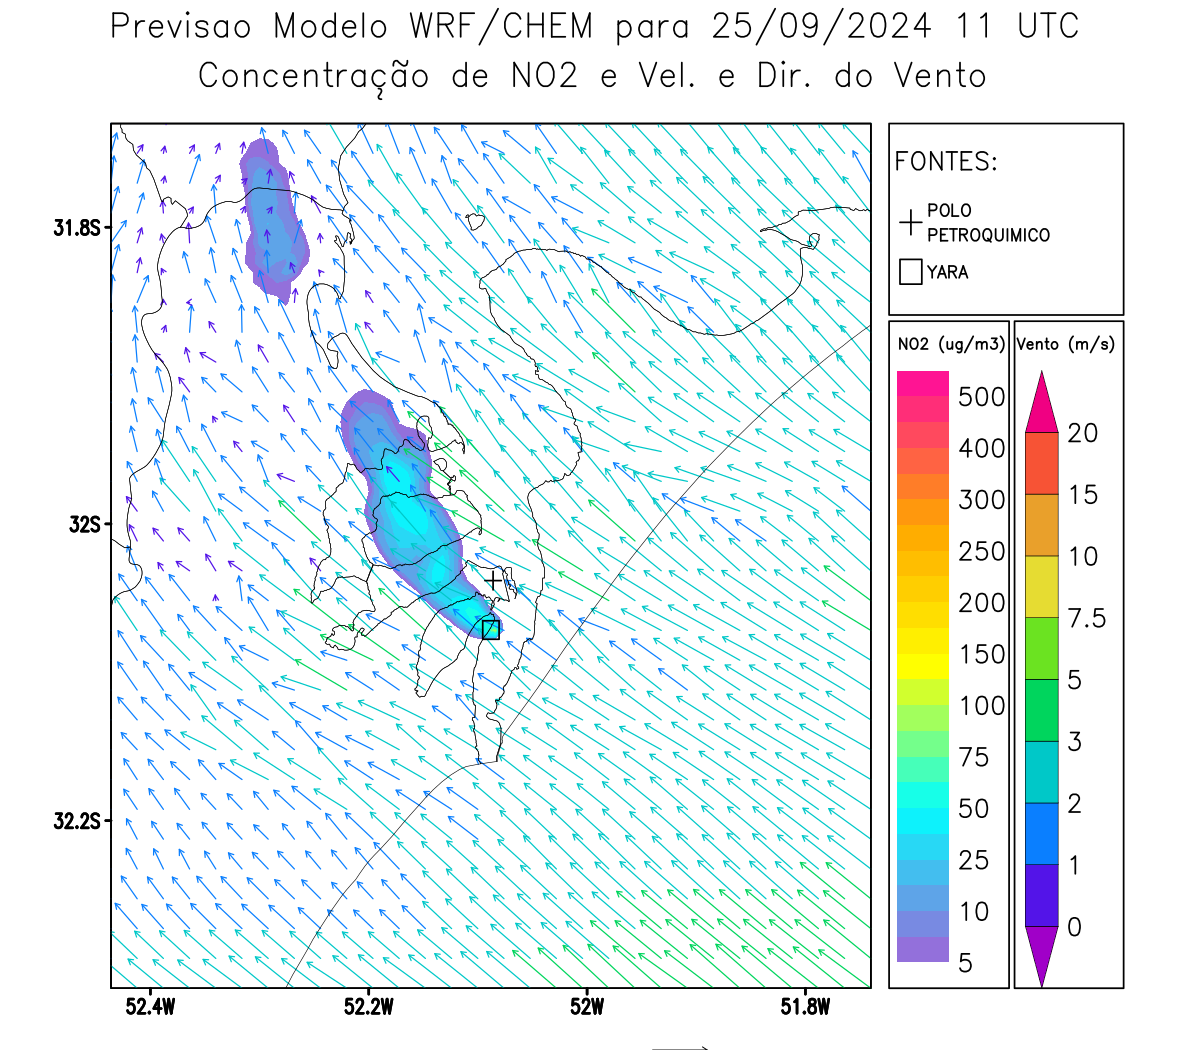 Previsao Modelo WRF/CHEM para 25/09/2024 11 UTC
Concentração de NO2 e Vel. e Dir. do Vento
FONTES:
POLO
PETROQUIMICO
YARA
NO2 (ug/m3)
500
400
300
250
200
150
100
75
50
25
10
5
Vento (m/s)
20
15
10
7.5
5
3
2
1
0
31.8S
32S
32.2S
52.4W 52.2W 52W 51.8W